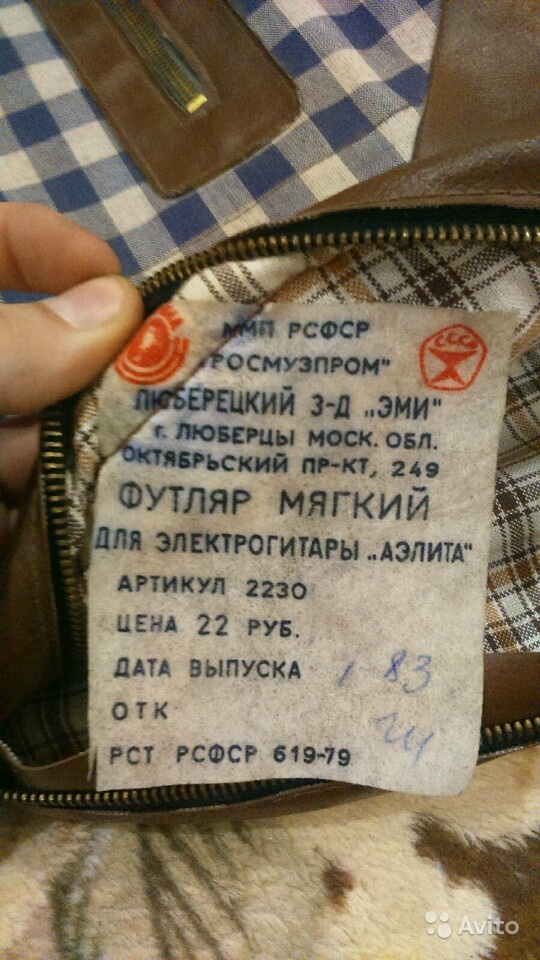 ММП РСФСР
"РОСМУЗПРОМ"
ЛЮБЕРЕЦКИЙ З-Д „ЭМИ"
г. ЛЮБЕРЦЫ МОСК. ОБЛ.
ОКТЯБРЬСКИЙ ПР-КТ, 249
ФУТЛЯР МЯГКИЙ
ДЛЯ ЭЛЕКТРОГИТАРЫ „АЭЛИТА"
АРТИКУЛ 2230
ЦЕНА 22 РУБ.
ДАТА ВЫПУСКА 1-83
ОТК
РСТ РСФСР 619-79
СССР
Avito